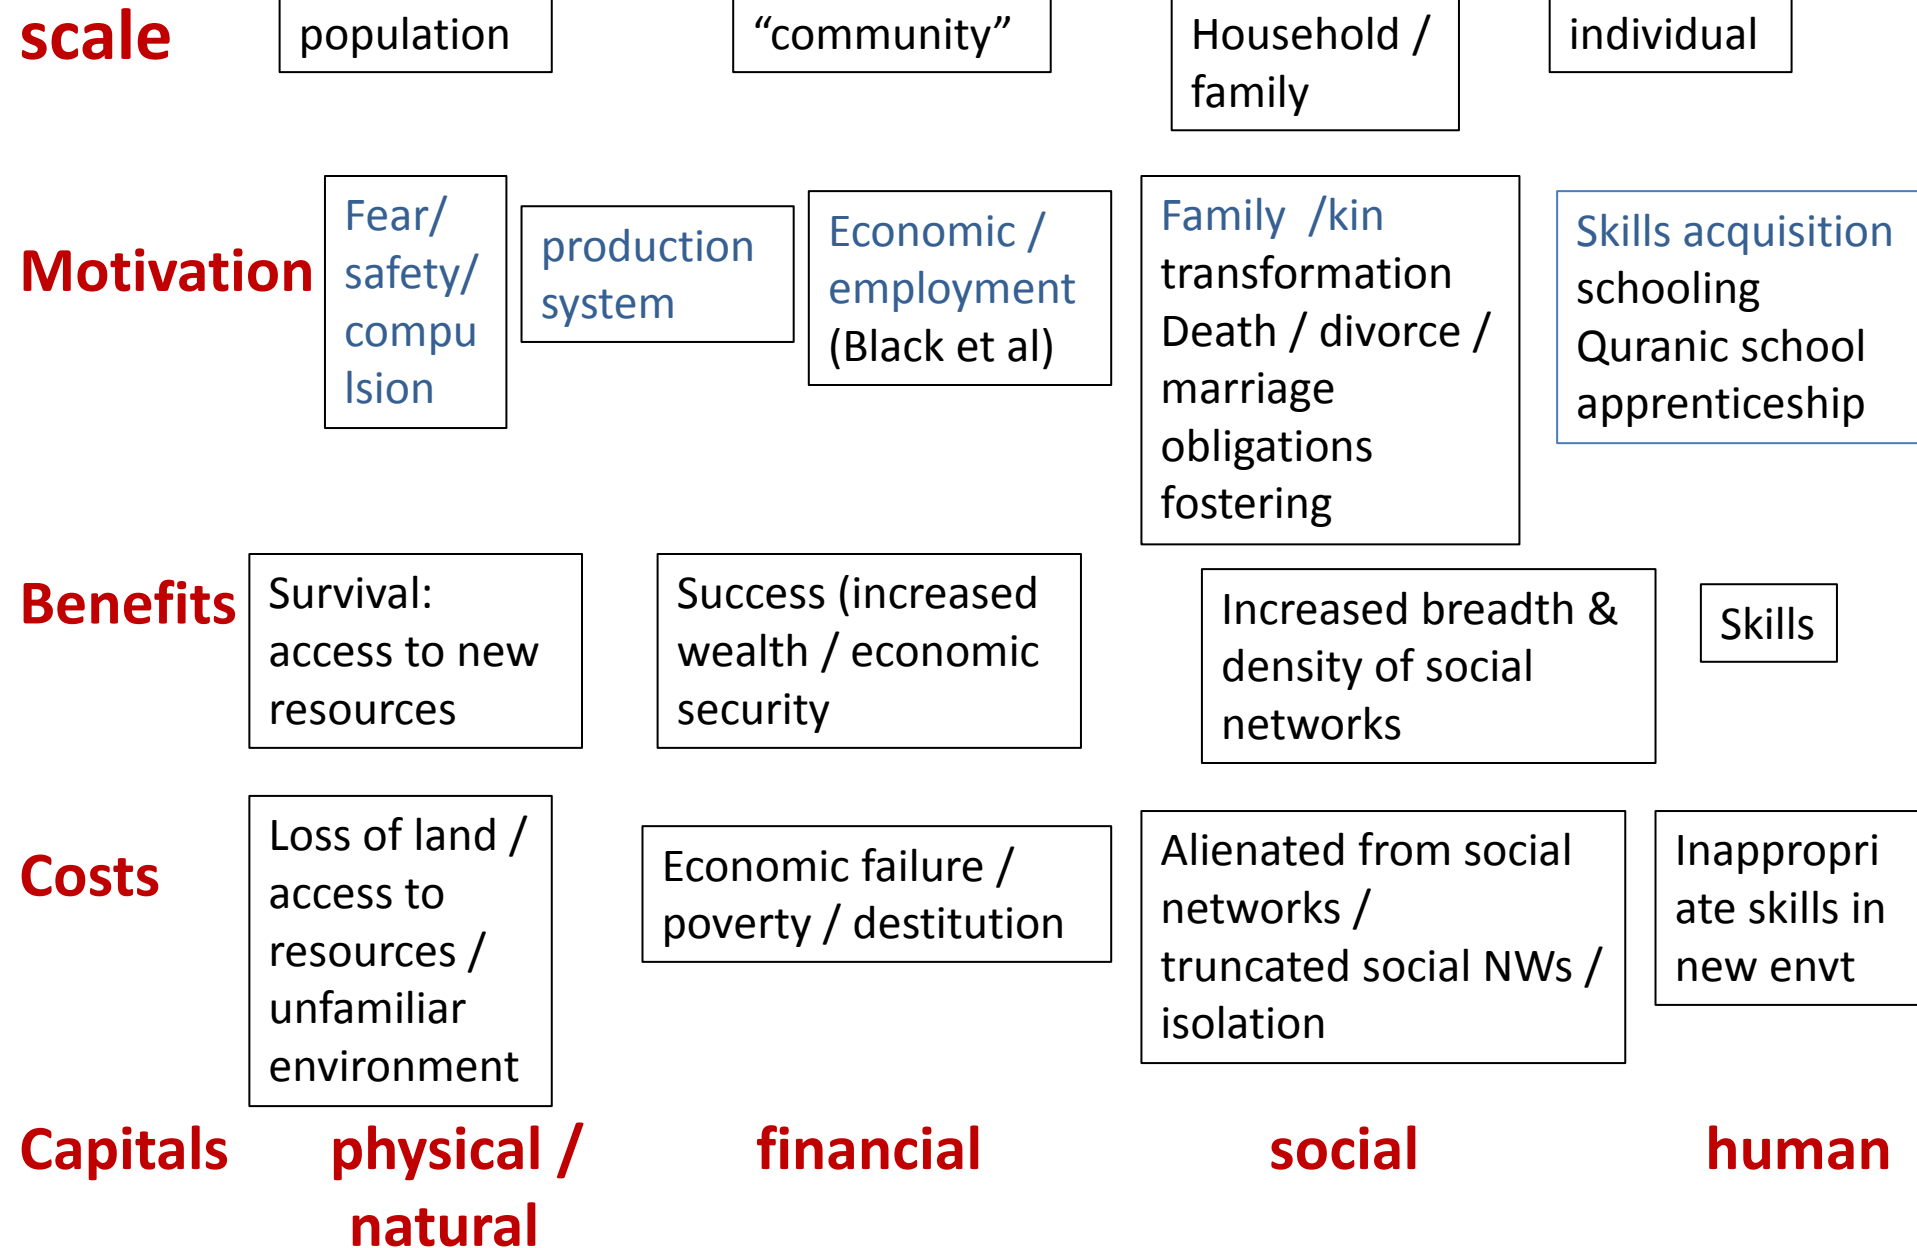 scale
population
“community”
Household /
family
individual
Motivation
Fear/
safety/
compu
lsion
production
system
Economic /
employment
(Black et al)
Family /kin
transformation
Death / divorce /
marriage
obligations
fostering
Skills acquisition
schooling
Quranic school
apprenticeship
Benefits
Survival:
access to new
resources
Success (increased
wealth / economic
security
Increased breadth &
density of social
networks
Skills
Costs
Loss of land /
access to
resources /
unfamiliar
environment
Economic failure /
poverty / destitution
Alienated from social
networks /
truncated social NWs /
isolation
Inappropri
ate skills in
new envt
Capitals
physical /
natural
financial
social
human